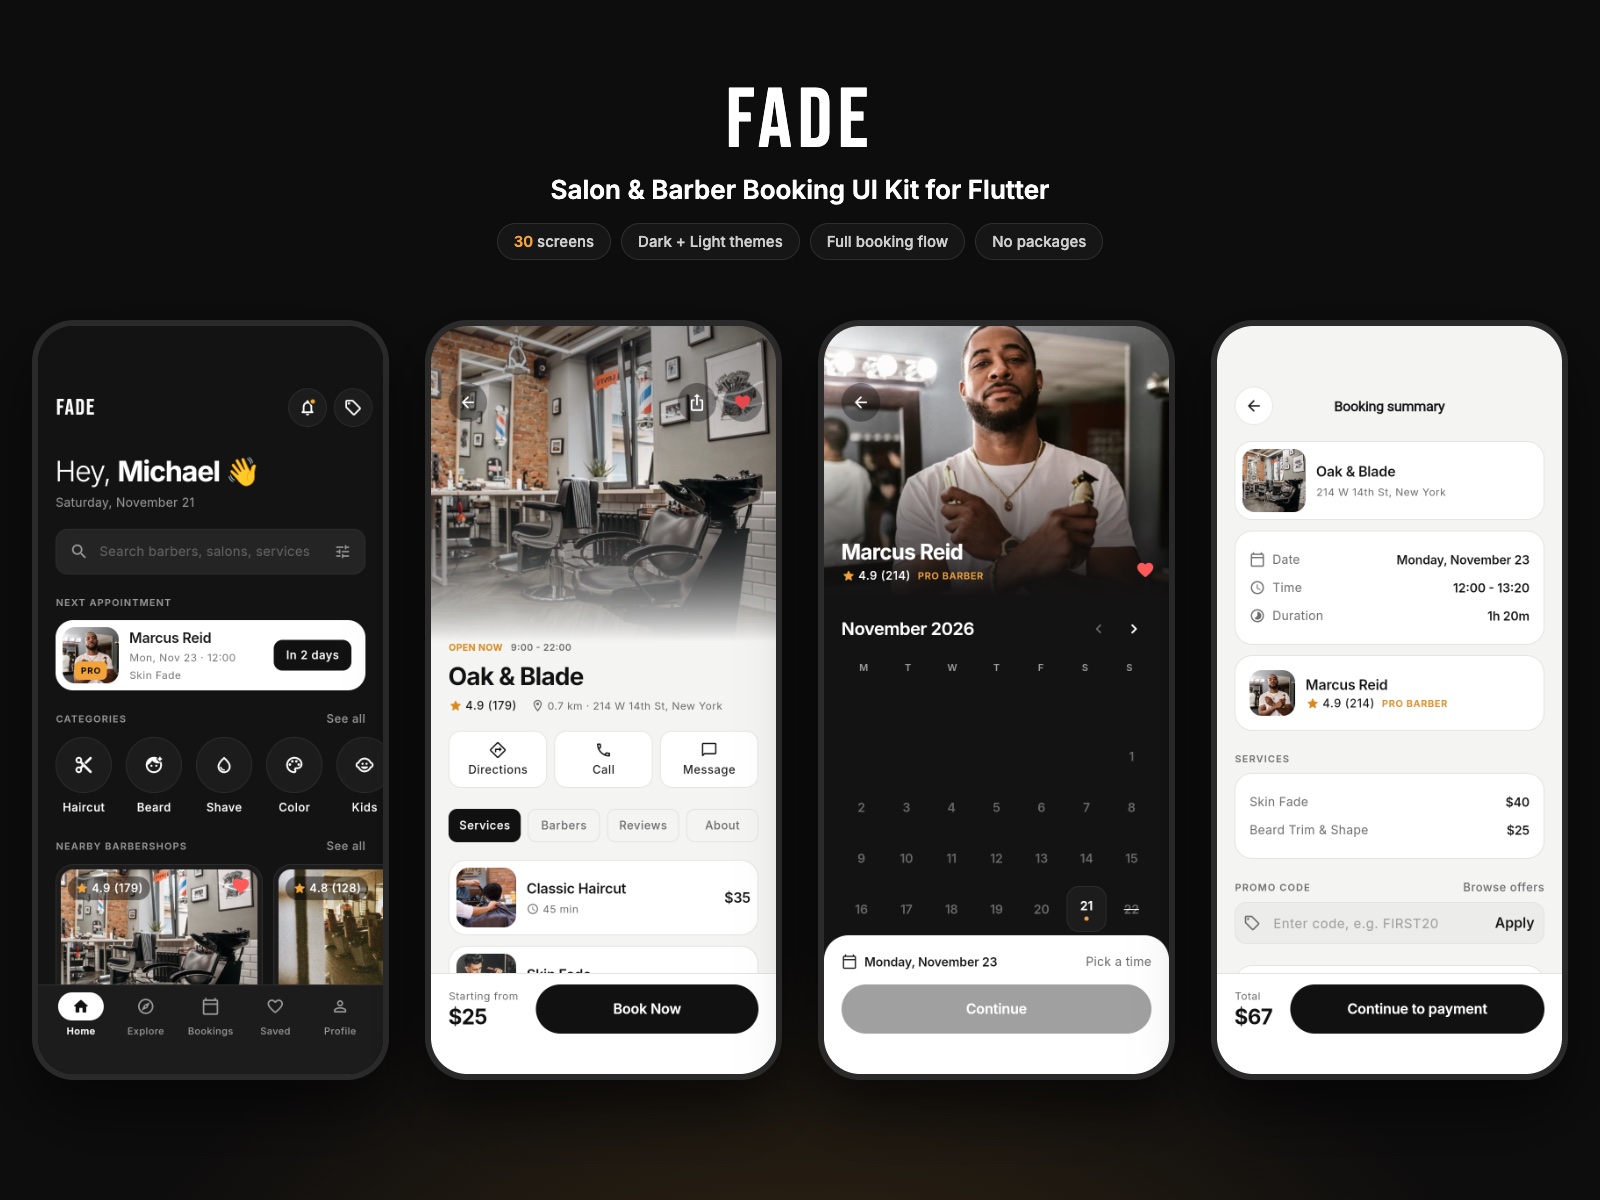 FADE
Salon & Barber Booking UI Kit for Flutter
30 screens
Dark + Light themes
Full booking flow
No packages
FADE
Hey, Michael 👋
Saturday, November 21
Search barbers, salons, services
NEXT APPOINTMENT
PRO
Marcus Reid
Mon, Nov 23 · 12:00
Skin Fade
In 2 days
CATEGORIES
See all
Haircut
Beard
Shave
Color
Kids
NEARBY BARBERSHOPS
See all
4.9 (179)
4.8 (128)
Home
Explore
Bookings
Saved
Profile
OPEN NOW 9:00 - 22:00
Oak & Blade
4.9 (179) 0.7 km · 214 W 14th St, New York
Directions
Call
Message
Services
Barbers
Reviews
About
Classic Haircut
45 min
$35
Skin Fade
Starting from
$25
Book Now
Marcus Reid
4.9 (214) PRO BARBER
November 2026
M T W T F S S
1
2 3 4 5 6 7 8
9 10 11 12 13 14 15
16 17 18 19 20 21 22
Monday, November 23
Pick a time
Continue
Booking summary
Oak & Blade
214 W 14th St, New York
Date Monday, November 23
Time 12:00 - 13:20
Duration 1h 20m
Marcus Reid
4.9 (214) PRO BARBER
SERVICES
Skin Fade $40
Beard Trim & Shape $25
PROMO CODE
Browse offers
Enter code, e.g. FIRST20
Apply
Total
$67
Continue to payment